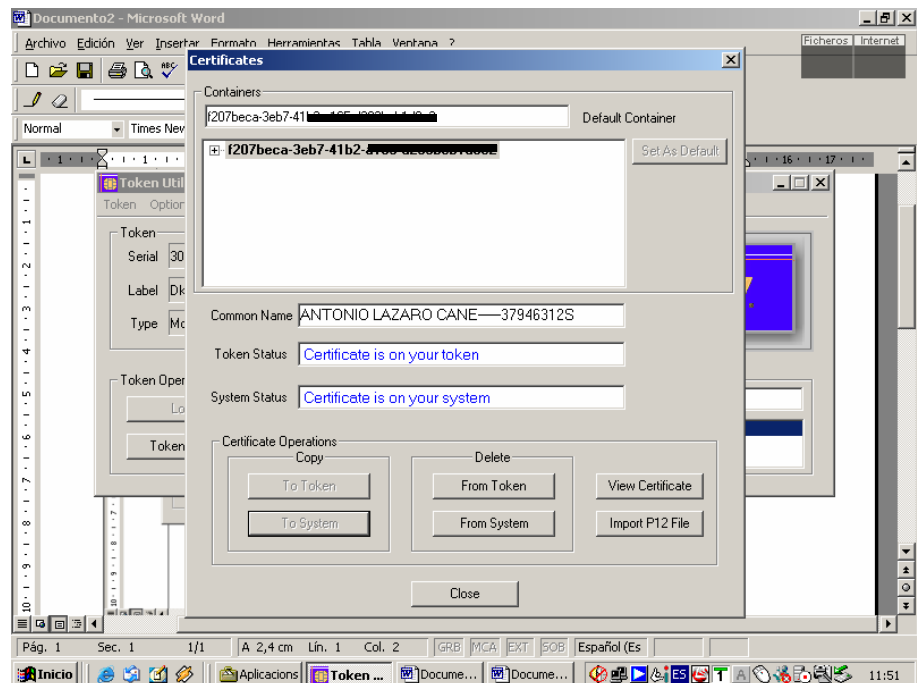 Documento2 - Microsoft Word
Archivo Edición Ver Insertar Formato Herramientas Tabla Ventana ?
Ficheros Internet
Certificates
Containers
f207beca-3eb7-41
Default Container
Normal
Times New
f207beca-3eb7-41b2-
Set As Default
Token Util
Token Option
Token
Serial 30
Label Dk
Type Mc
Common Name ANTONIO LAZARO CANE-----37946312S
Token Status Certificate is on your token
System Status Certificate is on your system
Token Oper
Lo
Token
Certificate Operations
Copy
Delete
To Token
From Token
View Certificate
To System
From System
Import P12 File
Close
Pág. 1 Sec. 1 1/1 A 2,4 cm Lín. 1 Col. 2 GRB MCA EXT SOB Español (Es
Inicio Aplicacions Token ... Docume... Docume... ES 11:51